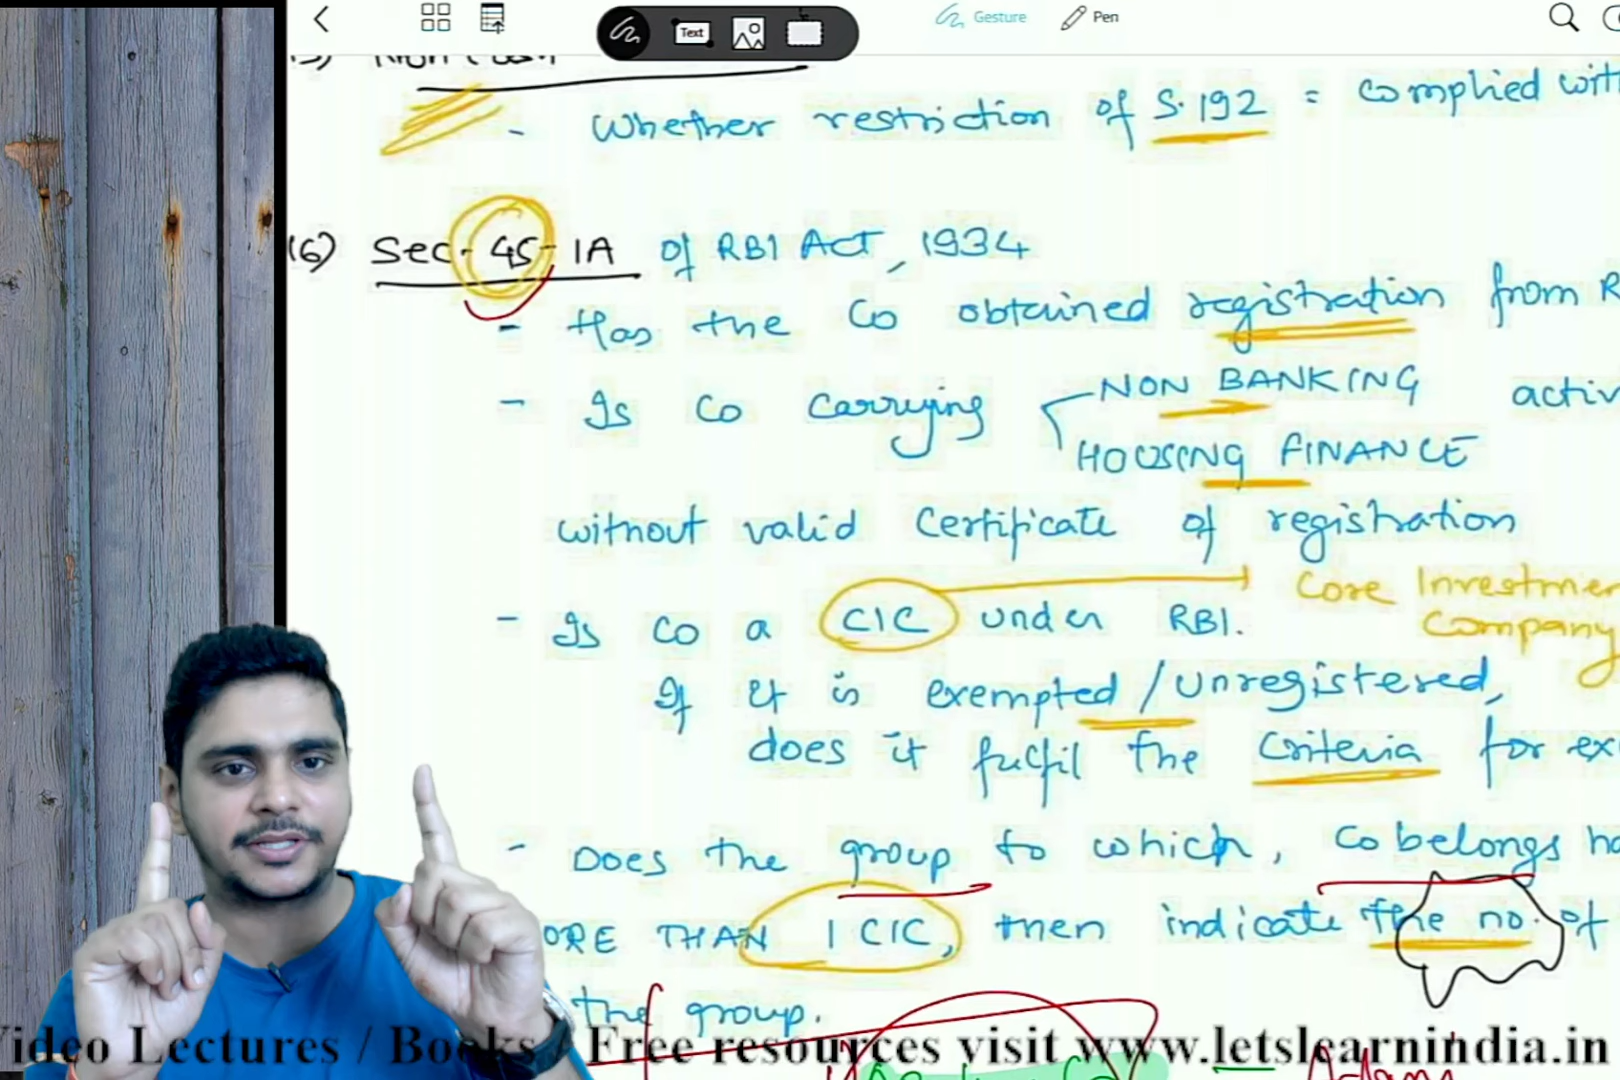 Gesture Pen
Text
- Whether restriction of S.192 = complied with
(6) Sec-45-IA of RBI Act, 1934
- Has the Co obtained registration from R
- Is Co carrying NON BANKING activ
HOUSING FINANCE
without valid Certificate of registration
Core Investmen
- Is Co a CIC under RBI. Company
If it is exempted / unregistered,
does it fulfil the Criteria for ex
- Does the group to which, Co belongs ha
ORE THAN 1 CIC, then indicate the no. of
the group.
Video Lectures / Books / Free resources visit www.letslearnindia.in